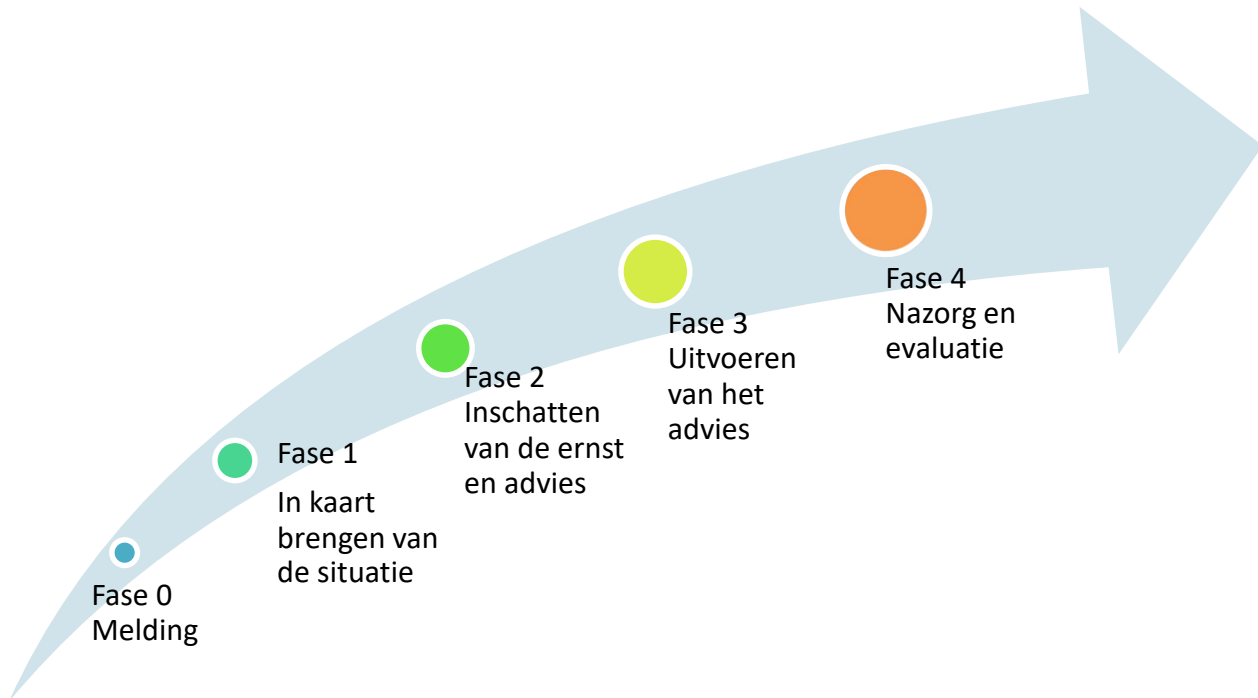 Fase 0
Melding
Fase 1
In kaart
brengen van
de situatie
Fase 2
Inschatten
van de ernst
en advies
Fase 3
Uitvoeren
van het
advies
Fase 4
Nazorg en
evaluatie